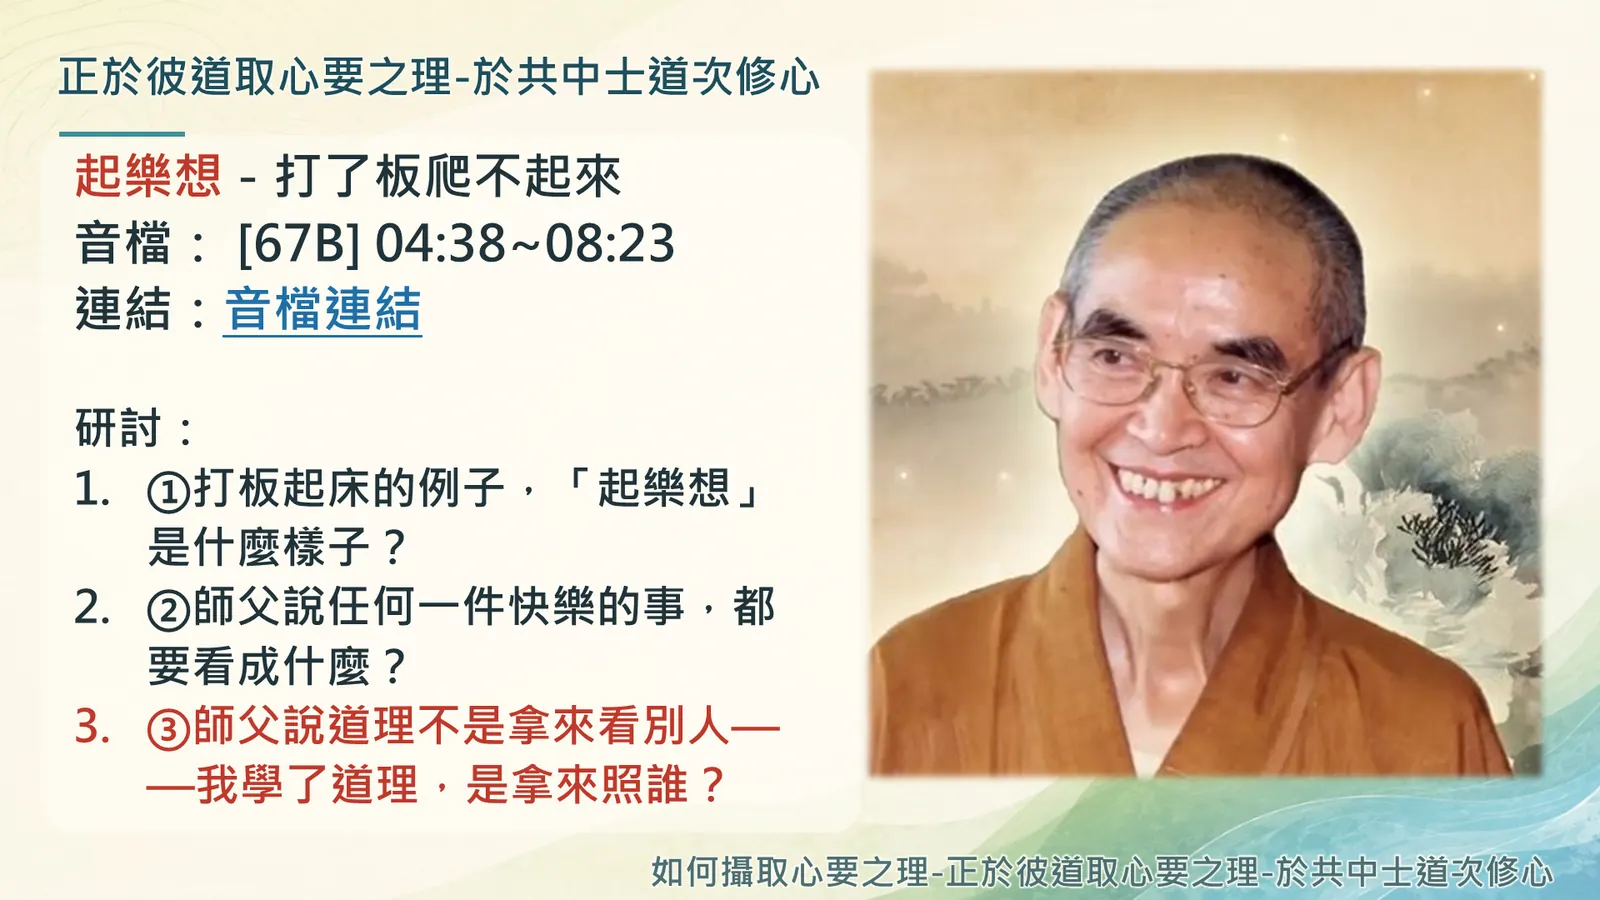 正於彼道取心要之理-於共中士道次修心
起樂想 - 打了板爬不起來
音檔： [67B] 04:38~08:23
連結：音檔連結
研討：
1. ①打板起床的例子，「起樂想」
是什麼樣子？
2. ②師父說任何一件快樂的事，都
要看成什麼？
3. ③師父說道理不是拿來看別人—
—我學了道理，是拿來照誰？
如何攝取心要之理-正於彼道取心要之理-於共中士道次修心